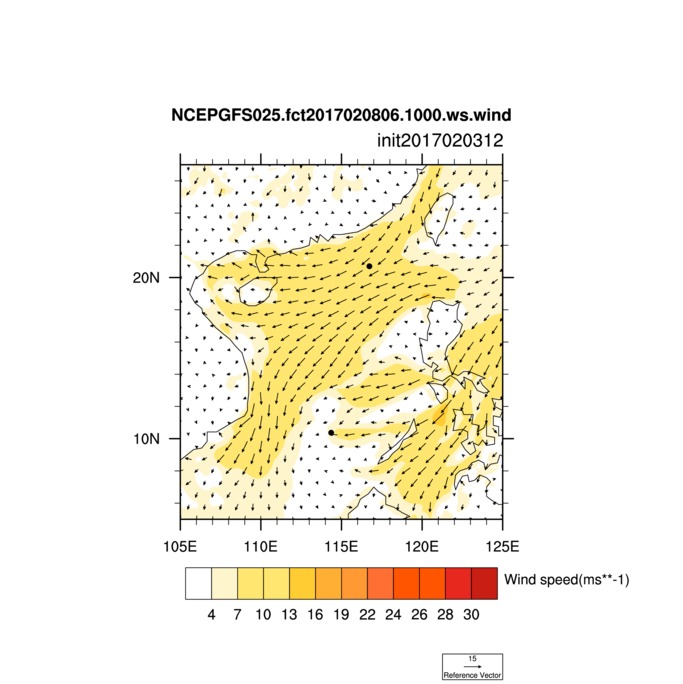 NCEPGFS025.fct2017020806.1000.ws.wind
init2017020312
20N
10N
105E 110E 115E 120E 125E
Wind speed(ms**-1)
4 7 10 13 16 19 22 24 26 28 30
15
Reference Vector